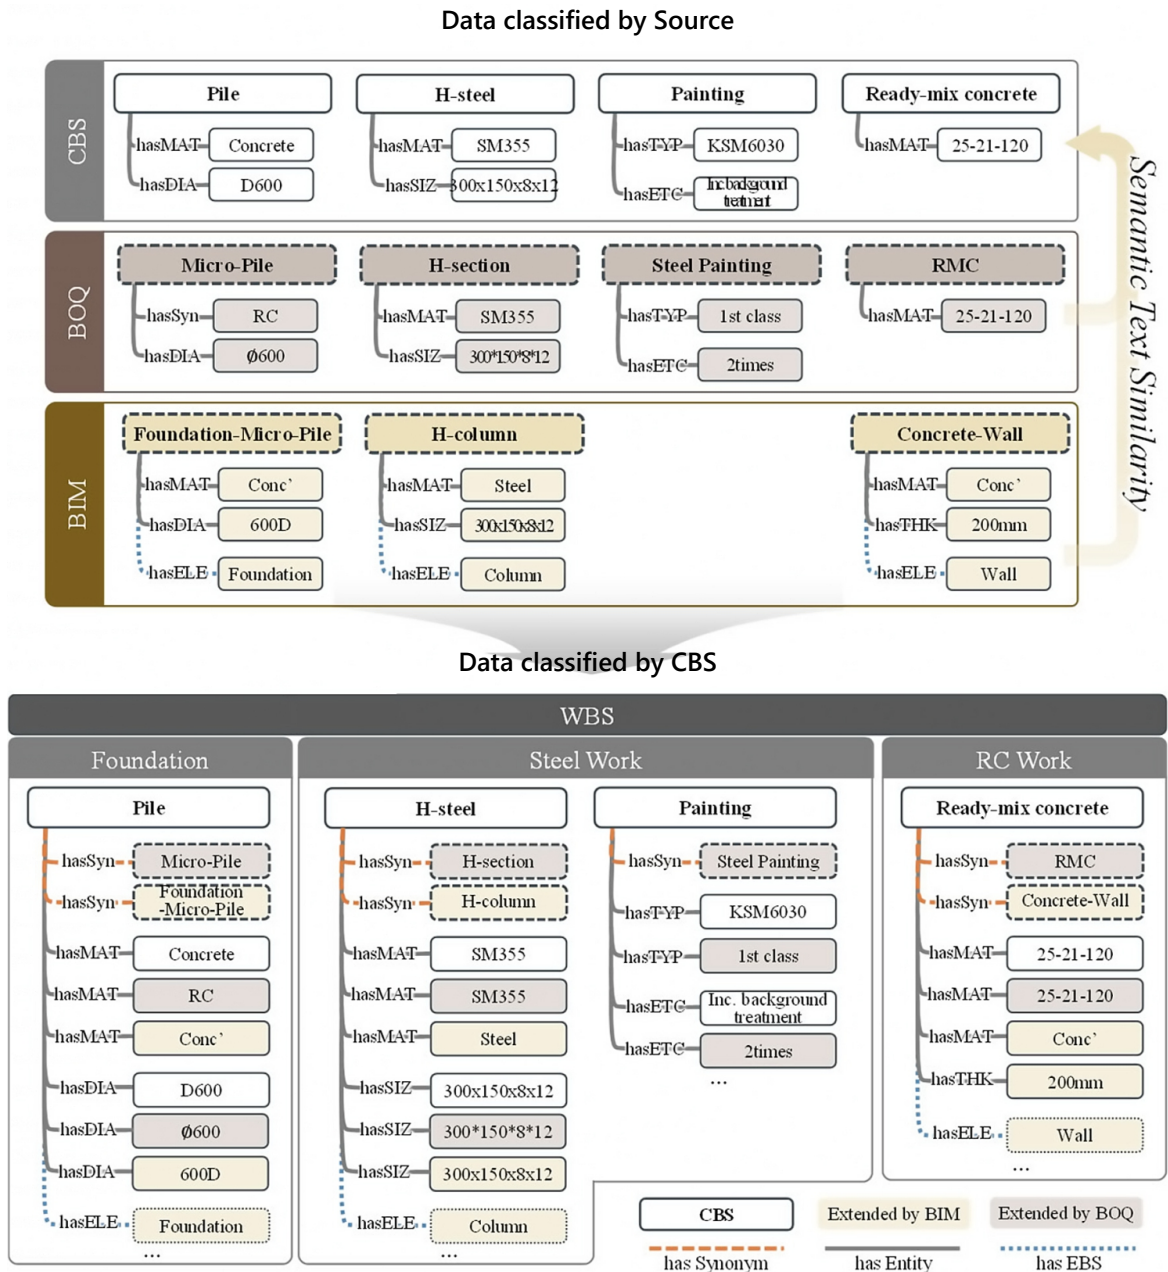 Data classified by Source
CBS
Pile
hasMAT Concrete
hasDIA D600
H-steel
hasMAT SM355
hasSIZ 300x150x8x12
Painting
hasTYP KSM6030
hasETC Inc.background
treatment
Ready-mix concrete
hasMAT 25-21-120
BOQ
Micro-Pile
hasSyn RC
hasDIA Ø600
H-section
hasMAT SM355
hasSIZ 300*150*8*12
Steel Painting
hasTYP 1st class
hasETC 2times
RMC
hasMAT 25-21-120
BIM
Foundation-Micro-Pile
hasMAT Conc’
hasDIA 600D
hasELE Foundation
H-column
hasMAT Steel
hasSIZ 300x150x8x12
hasELE Column
Concrete-Wall
hasMAT Conc’
hasTHK 200mm
hasELE Wall
Semantic Text Similarity
Data classified by CBS
WBS
Foundation
Pile
hasSyn Micro-Pile
hasSyn Foundation
-Micro-Pile
hasMAT Concrete
hasMAT RC
hasMAT Conc’
hasDIA D600
hasDIA Ø600
hasDIA 600D
hasELE Foundation
...
Steel Work
H-steel
hasSyn H-section
hasSyn H-column
hasMAT SM355
hasMAT SM355
hasMAT Steel
hasSIZ 300x150x8x12
hasSIZ 300*150*8*12
hasSIZ 300x150x8x12
hasELE Column
...
Painting
hasSyn Steel Painting
hasTYP KSM6030
hasTYP 1st class
hasETC Inc. background
treatment
hasETC 2times
...
RC Work
Ready-mix concrete
hasSyn RMC
hasSyn Concrete-Wall
hasMAT 25-21-120
hasMAT 25-21-120
hasMAT Conc’
hasTHK 200mm
hasELE Wall
...
CBS Extended by BIM Extended by BOQ
has Synonym has Entity has EBS